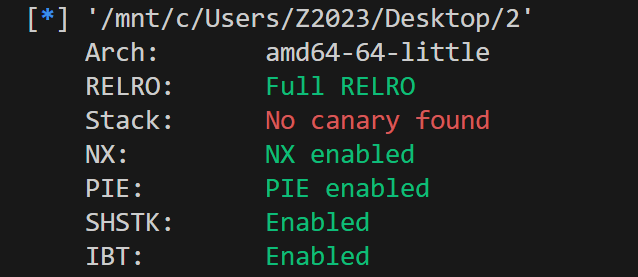 [*] '/mnt/c/Users/Z2023/Desktop/2'
Arch: amd64-64-little
RELRO: Full RELRO
Stack: No canary found
NX: NX enabled
PIE: PIE enabled
SHSTK: Enabled
IBT: Enabled